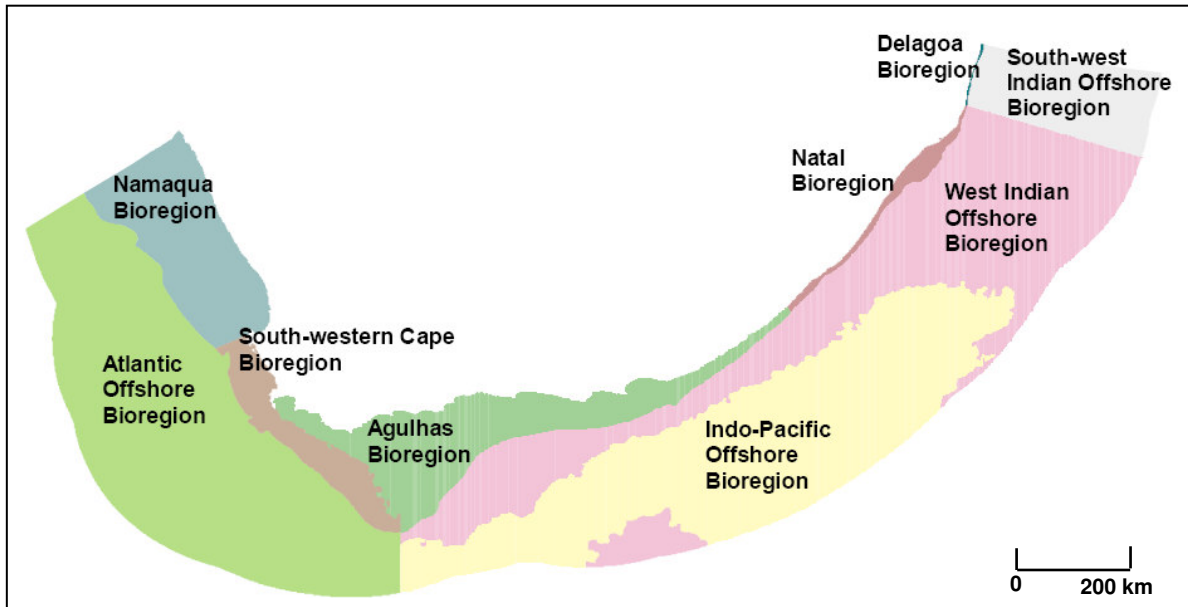 Delagoa
Bioregion
South-west
Indian Offshore
Bioregion
Namaqua
Bioregion
Natal
Bioregion
West Indian
Offshore
Bioregion
South-western Cape
Bioregion
Atlantic
Offshore
Bioregion
Agulhas
Bioregion
Indo-Pacific
Offshore
Bioregion
0 200 km